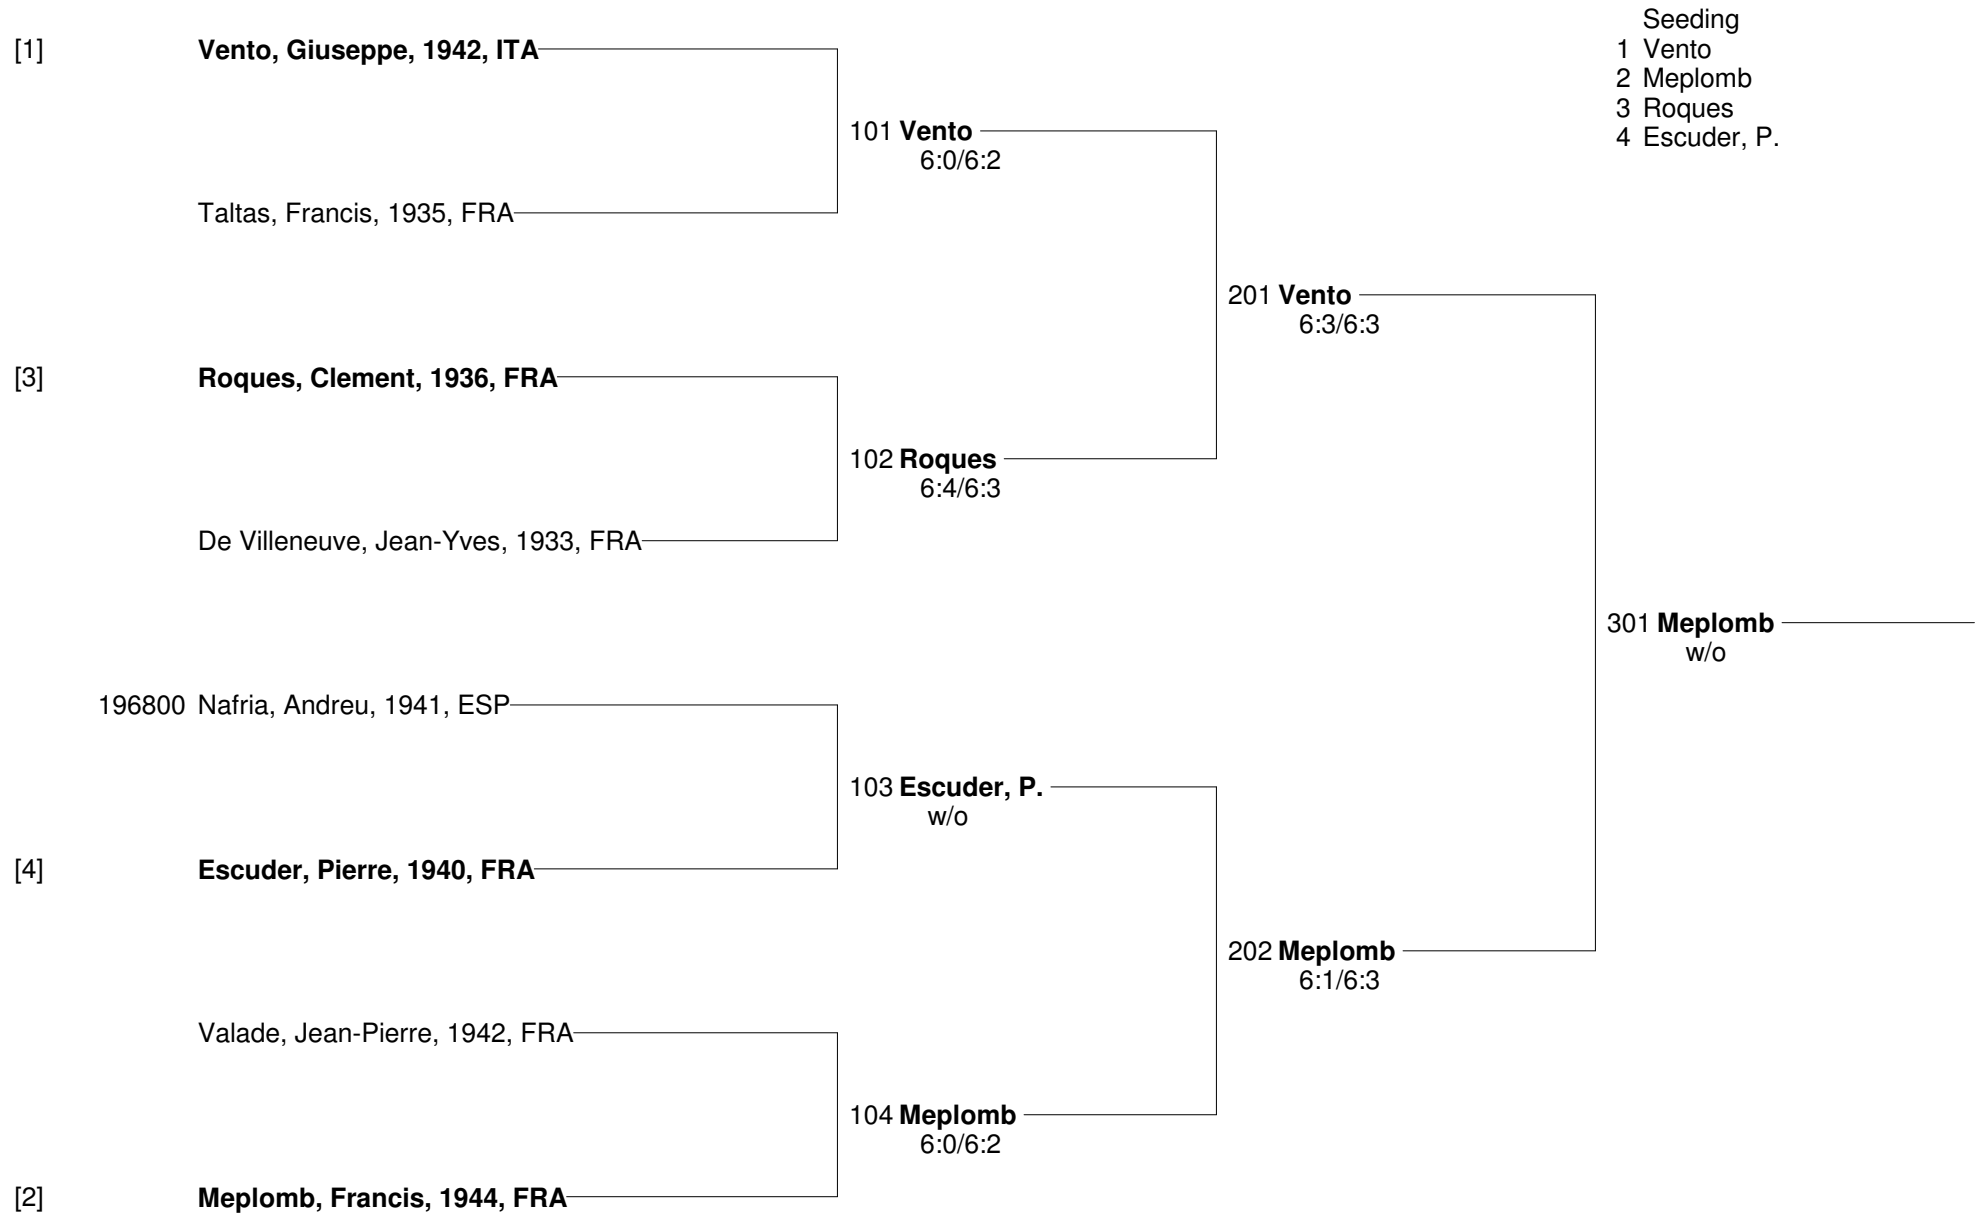 Seeding
1 Vento
2 Meplomb
3 Roques
4 Escuder, P.
[1] Vento, Giuseppe, 1942, ITA
101 Vento
6:0/6:2
Taltas, Francis, 1935, FRA
201 Vento
6:3/6:3
[3] Roques, Clement, 1936, FRA
102 Roques
6:4/6:3
De Villeneuve, Jean-Yves, 1933, FRA
301 Meplomb
w/o
196800 Nafria, Andreu, 1941, ESP
103 Escuder, P.
w/o
[4] Escuder, Pierre, 1940, FRA
202 Meplomb
6:1/6:3
Valade, Jean-Pierre, 1942, FRA
104 Meplomb
6:0/6:2
[2] Meplomb, Francis, 1944, FRA